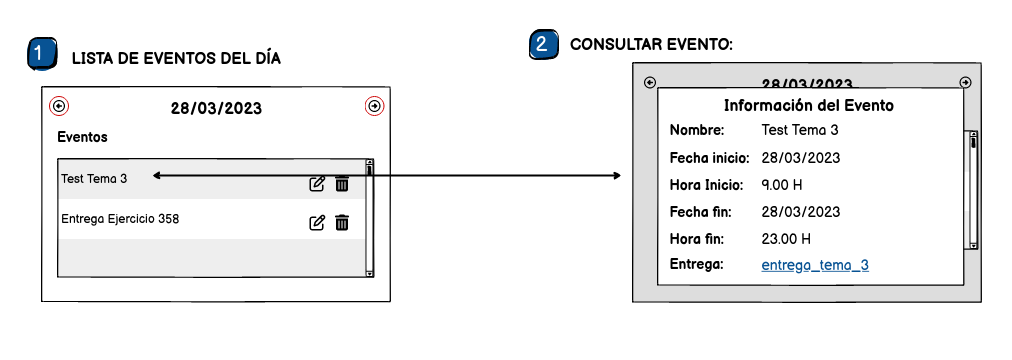 1 LISTA DE EVENTOS DEL DÍA
28/03/2023
Eventos
Test Tema 3
Entrega Ejercicio 358
2 CONSULTAR EVENTO:
28/03/2023
Información del Evento
Nombre: Test Tema 3
Fecha inicio: 28/03/2023
Hora Inicio: 9.00 H
Fecha fin: 28/03/2023
Hora fin: 23.00 H
Entrega: entrega_tema_3